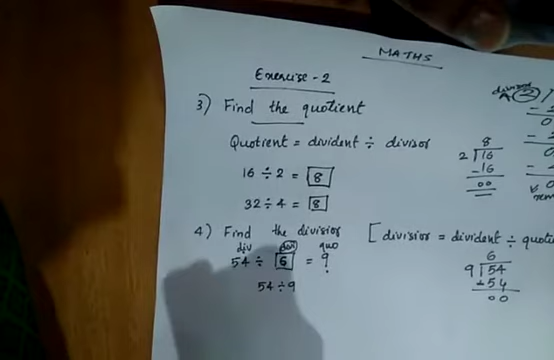 MATHS
Exercise - 2
3) Find the quotient
Quotient = divident ÷ divisor
16 ÷ 2 = 8
32 ÷ 4 = 8
8
2 16
-16
00
4) Find the divisior
div quo
54 ÷ 6 = 9
54 ÷ 9
[divisior = divident ÷ quoti
6
9 54
-54
00